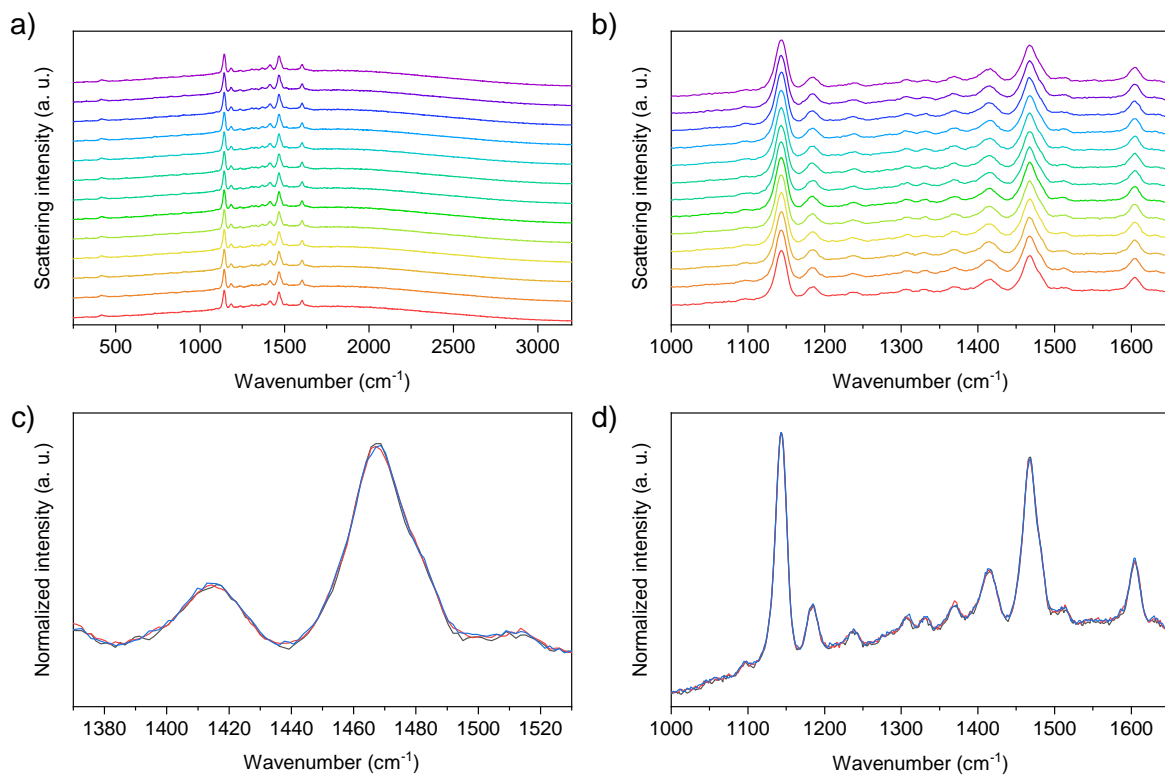 a)
Scattering intensity (a. u.)
500 1000 1500 2000 2500 3000
Wavenumber (cm⁻¹)
b)
Scattering intensity (a. u.)
1000 1100 1200 1300 1400 1500 1600
Wavenumber (cm⁻¹)
c)
Normalized intensity (a. u.)
1380 1400 1420 1440 1460 1480 1500 1520
Wavenumber (cm⁻¹)
d)
Normalized intensity (a. u.)
1000 1100 1200 1300 1400 1500 1600
Wavenumber (cm⁻¹)